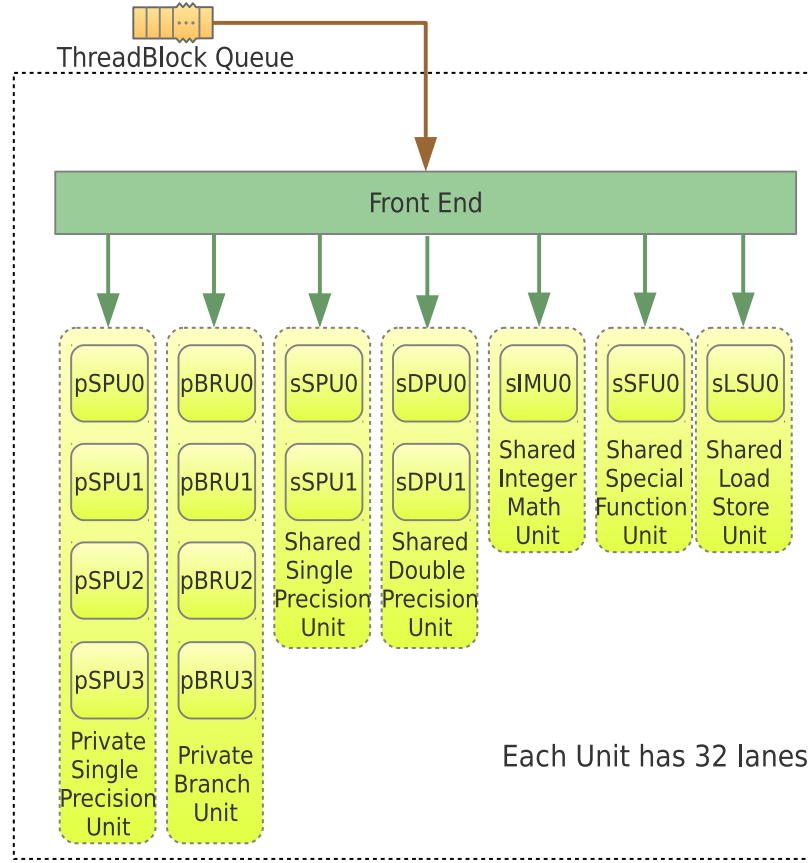 ThreadBlock Queue
Front End
pSPU0
pSPU1
pSPU2
pSPU3
Private
Single
Precision
Unit
pBRU0
pBRU1
pBRU2
pBRU3
Private
Branch
Unit
sSPU0
sSPU1
Shared
Single
Precision
Unit
sDPU0
sDPU1
Shared
Double
Precision
Unit
sIMU0
Shared
Integer
Math
Unit
sSFU0
Shared
Special
Function
Unit
sLSU0
Shared
Load
Store
Unit
Each Unit has 32 lanes